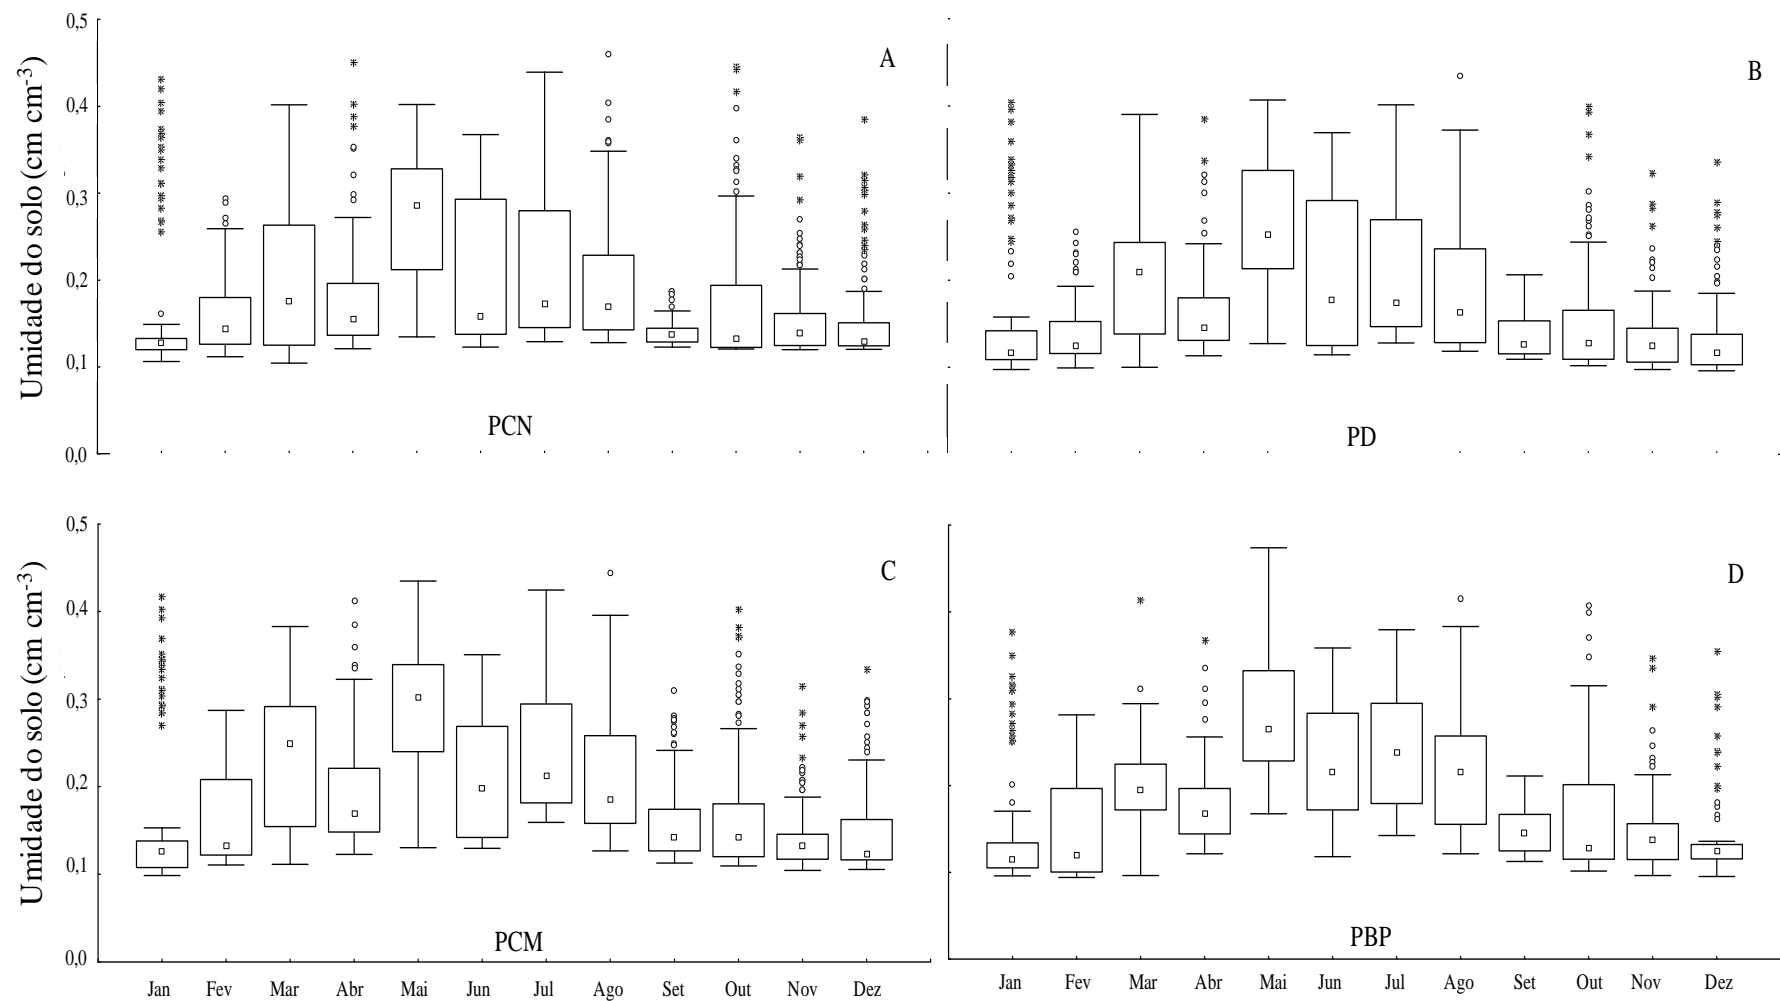 0,5
0,4
0,3
0,2
0,1
0,0
Umidade do solo (cm cm-3)
A
PCN
B
PD
0,5
0,4
0,3
0,2
0,1
0,0
Umidade do solo (cm cm-3)
C
PCM
Jan Fev Mar Abr Mai Jun Jul Ago Set Out Nov Dez
D
PBP
Jan Fev Mar Abr Mai Jun Jul Ago Set Out Nov Dez